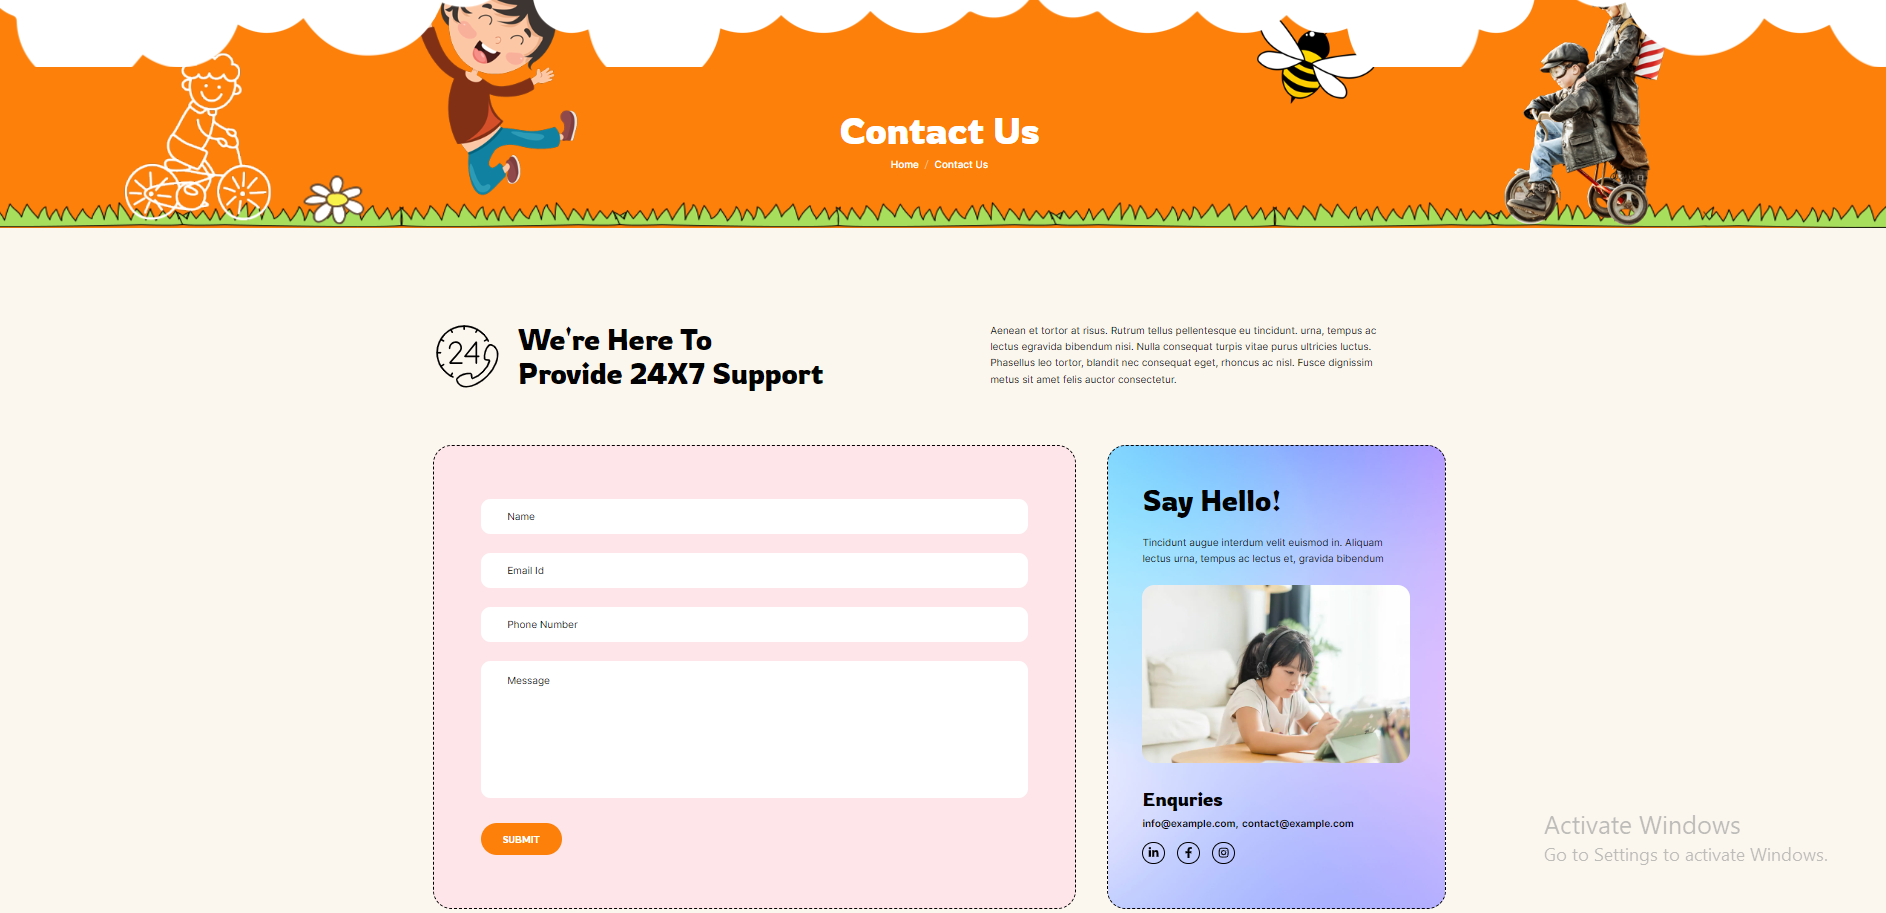 Contact Us
Home / Contact Us
24
We're Here To
Provide 24X7 Support
Aenean et tortor at risus. Rutrum tellus pellentesque eu tincidunt. urna, tempus ac
lectus egravida bibendum nisi. Nulla consequat turpis vitae purus ultricies luctus.
Phasellus leo tortor, blandit nec consequat eget, rhoncus ac nisl. Fusce dignissim
metus sit amet felis auctor consectetur.
Name
Email Id
Phone Number
Message
SUBMIT
Say Hello!
Tincidunt augue interdum velit euismod in. Aliquam
lectus urna, tempus ac lectus et, gravida bibendum
Enquries
info@example.com, contact@example.com
Activate Windows
Go to Settings to activate Windows.